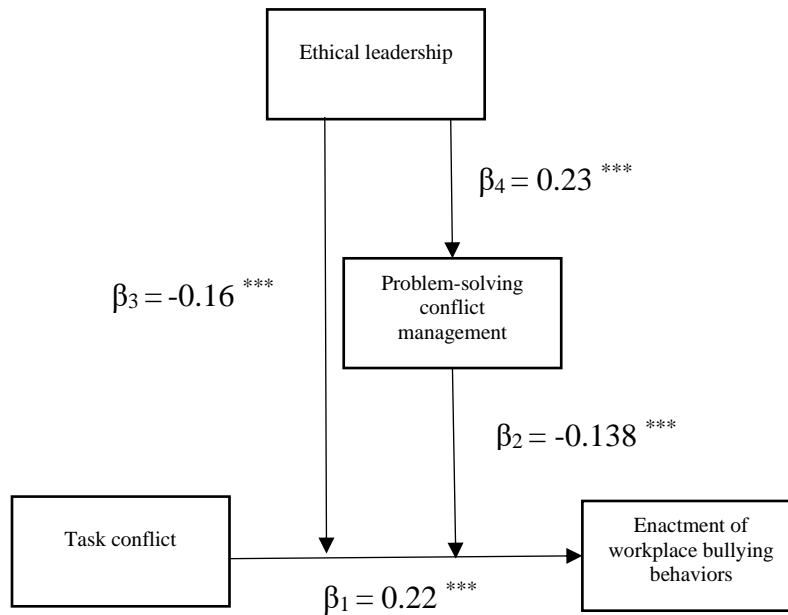 Ethical leadership
β4 = 0.23 ***
β3 = -0.16 ***
Problem-solving
conflict
management
β2 = -0.138 ***
Task conflict
Enactment of
workplace bullying
behaviors
β1 = 0.22 ***